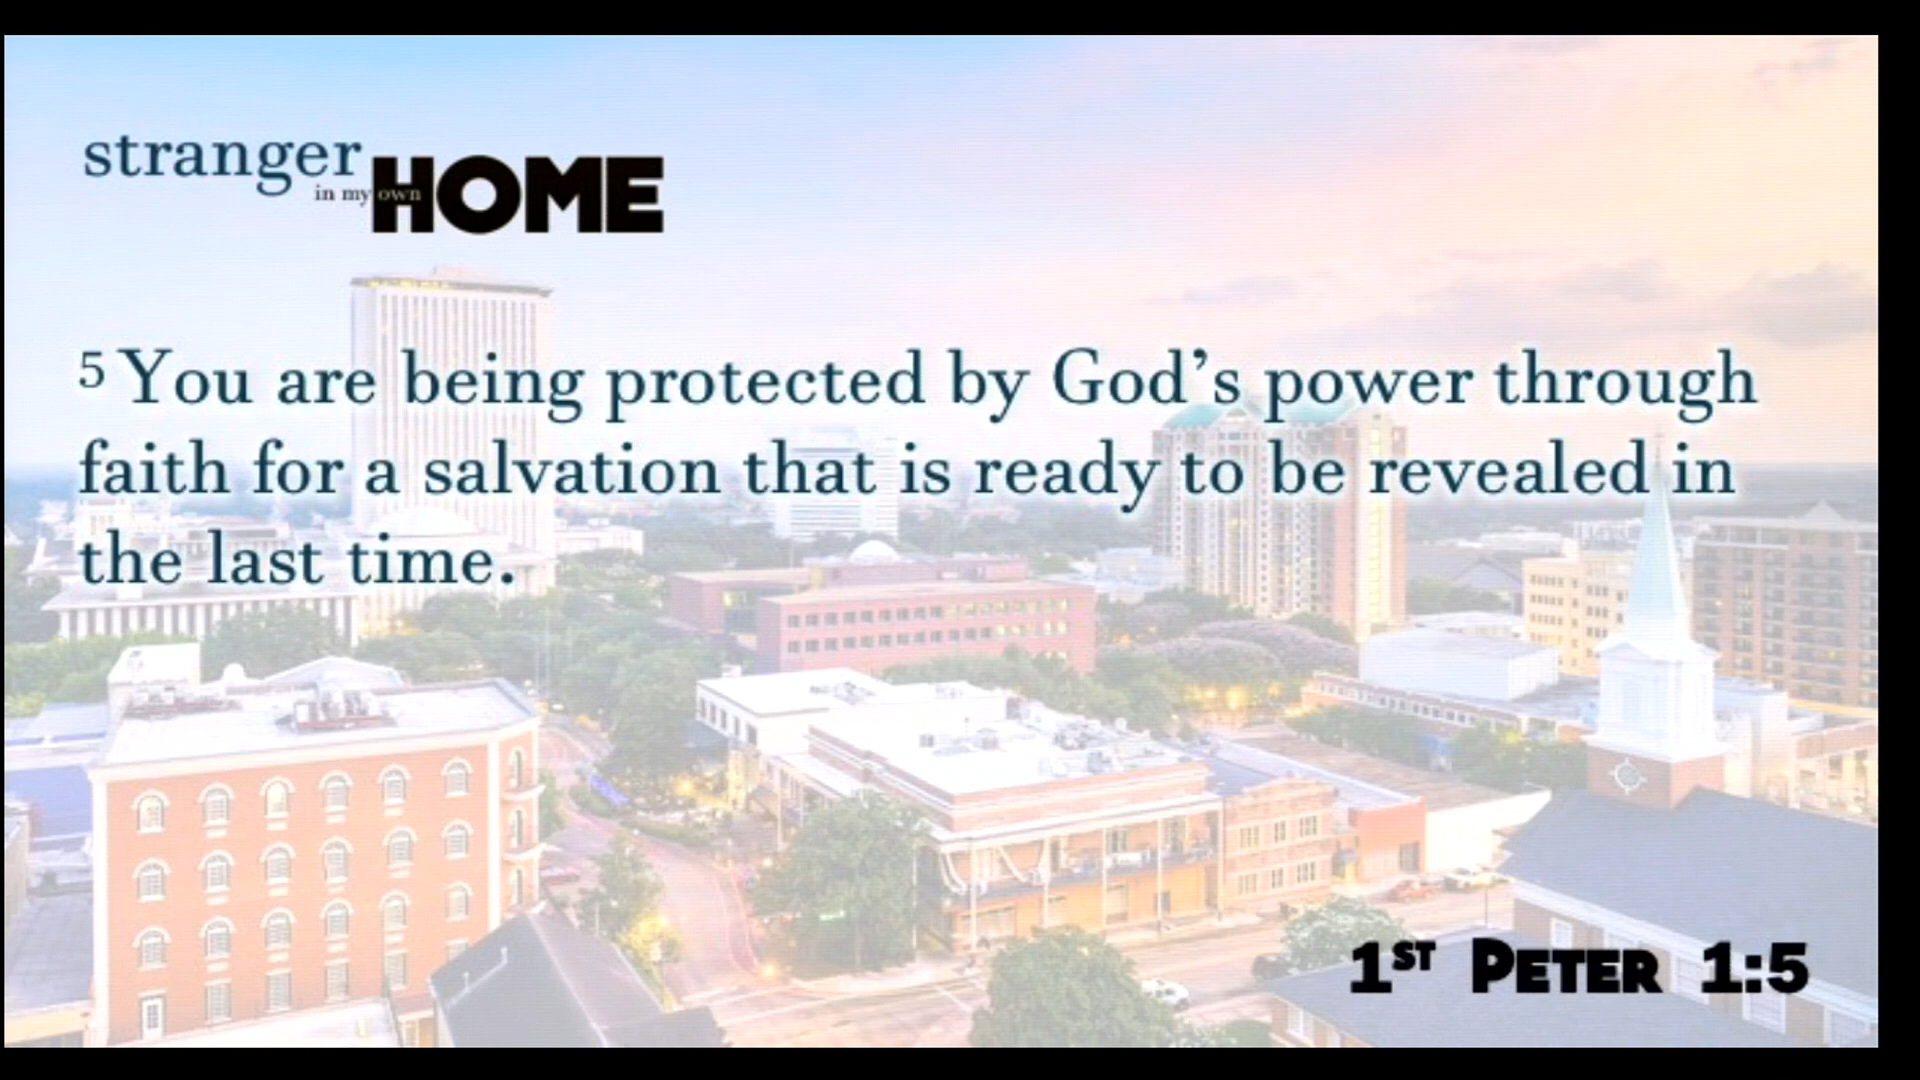 stranger
in my own
HOME
5 You are being protected by God’s power through
faith for a salvation that is ready to be revealed in
the last time.
1ST PETER 1:5